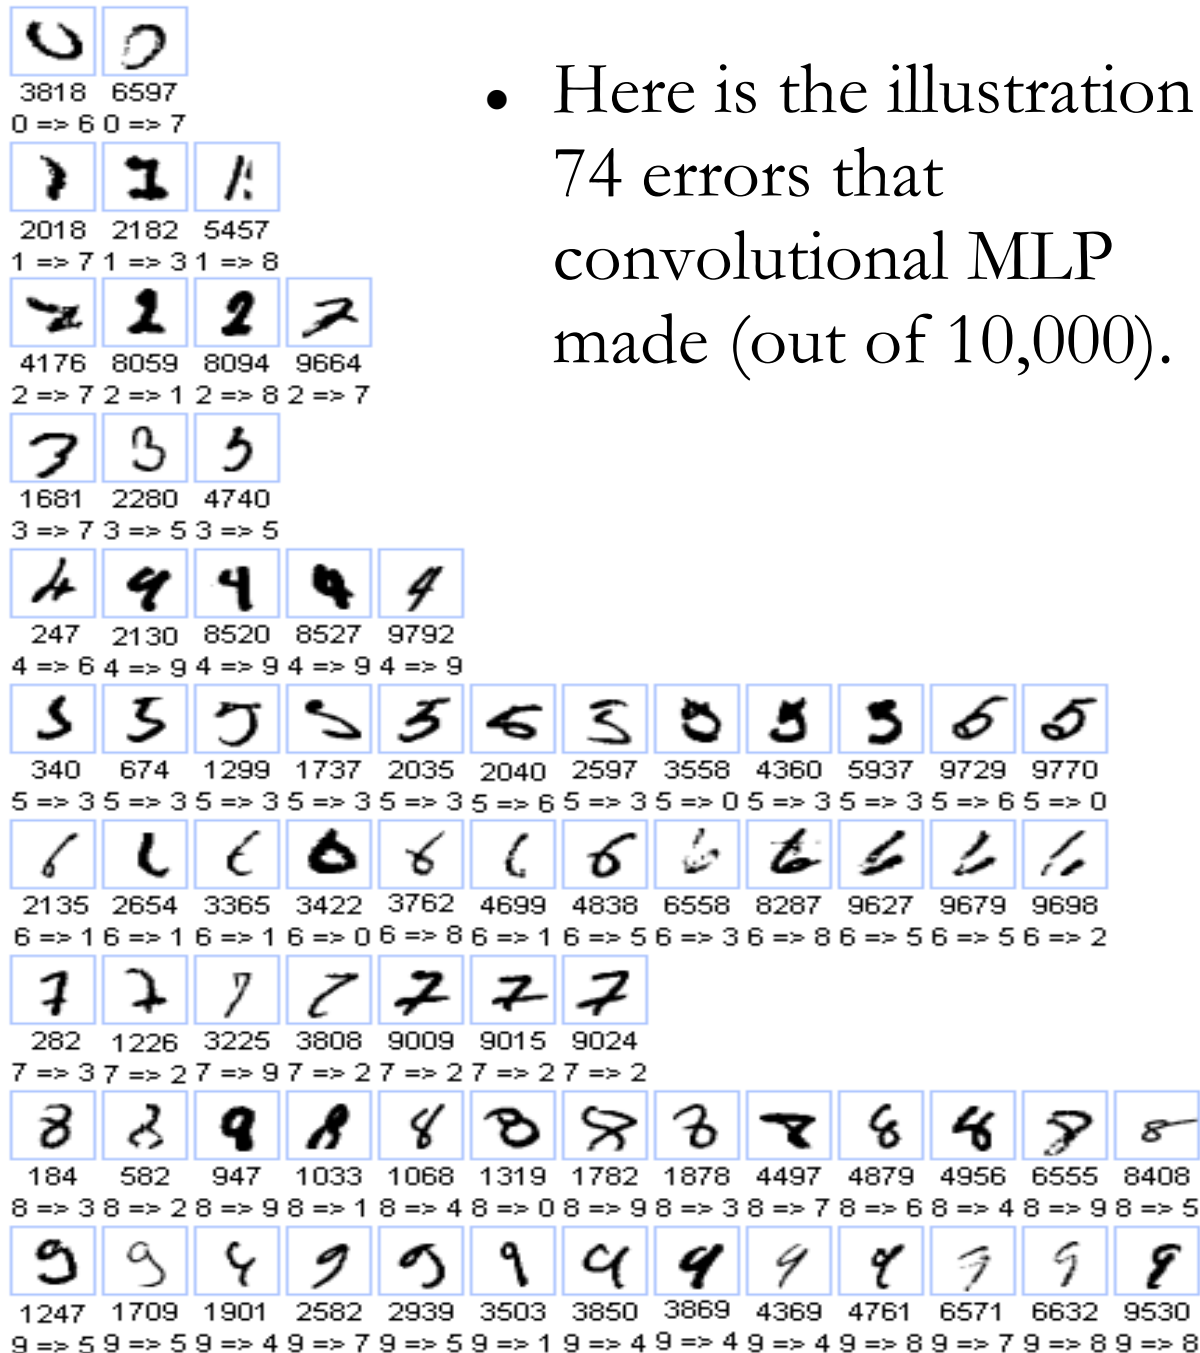 • Here is the illustration
74 errors that
convolutional MLP
made (out of 10,000).
3818 6597
0 => 6 0 => 7
2018 2182 5457
1 => 7 1 => 3 1 => 8
4176 8059 8094 9664
2 => 7 2 => 1 2 => 8 2 => 7
1681 2280 4740
3 => 7 3 => 5 3 => 5
247 2130 8520 8527 9792
4 => 6 4 => 9 4 => 9 4 => 9 4 => 9
340 674 1299 1737 2035 2040 2597 3558 4360 5937 9729 9770
5 => 3 5 => 3 5 => 3 5 => 3 5 => 3 5 => 6 5 => 3 5 => 0 5 => 3 5 => 3 5 => 6 5 => 0
2135 2654 3365 3422 3762 4699 4838 6558 8287 9627 9679 9698
6 => 1 6 => 1 6 => 1 6 => 0 6 => 8 6 => 1 6 => 5 6 => 3 6 => 8 6 => 5 6 => 5 6 => 2
282 1226 3225 3808 9009 9015 9024
7 => 3 7 => 2 7 => 9 7 => 2 7 => 2 7 => 2 7 => 2
184 582 947 1033 1068 1319 1782 1878 4497 4879 4956 6555 8408
8 => 3 8 => 2 8 => 9 8 => 1 8 => 4 8 => 0 8 => 9 8 => 3 8 => 7 8 => 6 8 => 4 8 => 9 8 => 5
1247 1709 1901 2582 2939 3503 3850 3869 4369 4761 6571 6632 9530
9 => 5 9 => 5 9 => 4 9 => 7 9 => 5 9 => 1 9 => 4 9 => 4 9 => 4 9 => 8 9 => 7 9 => 8 9 => 8